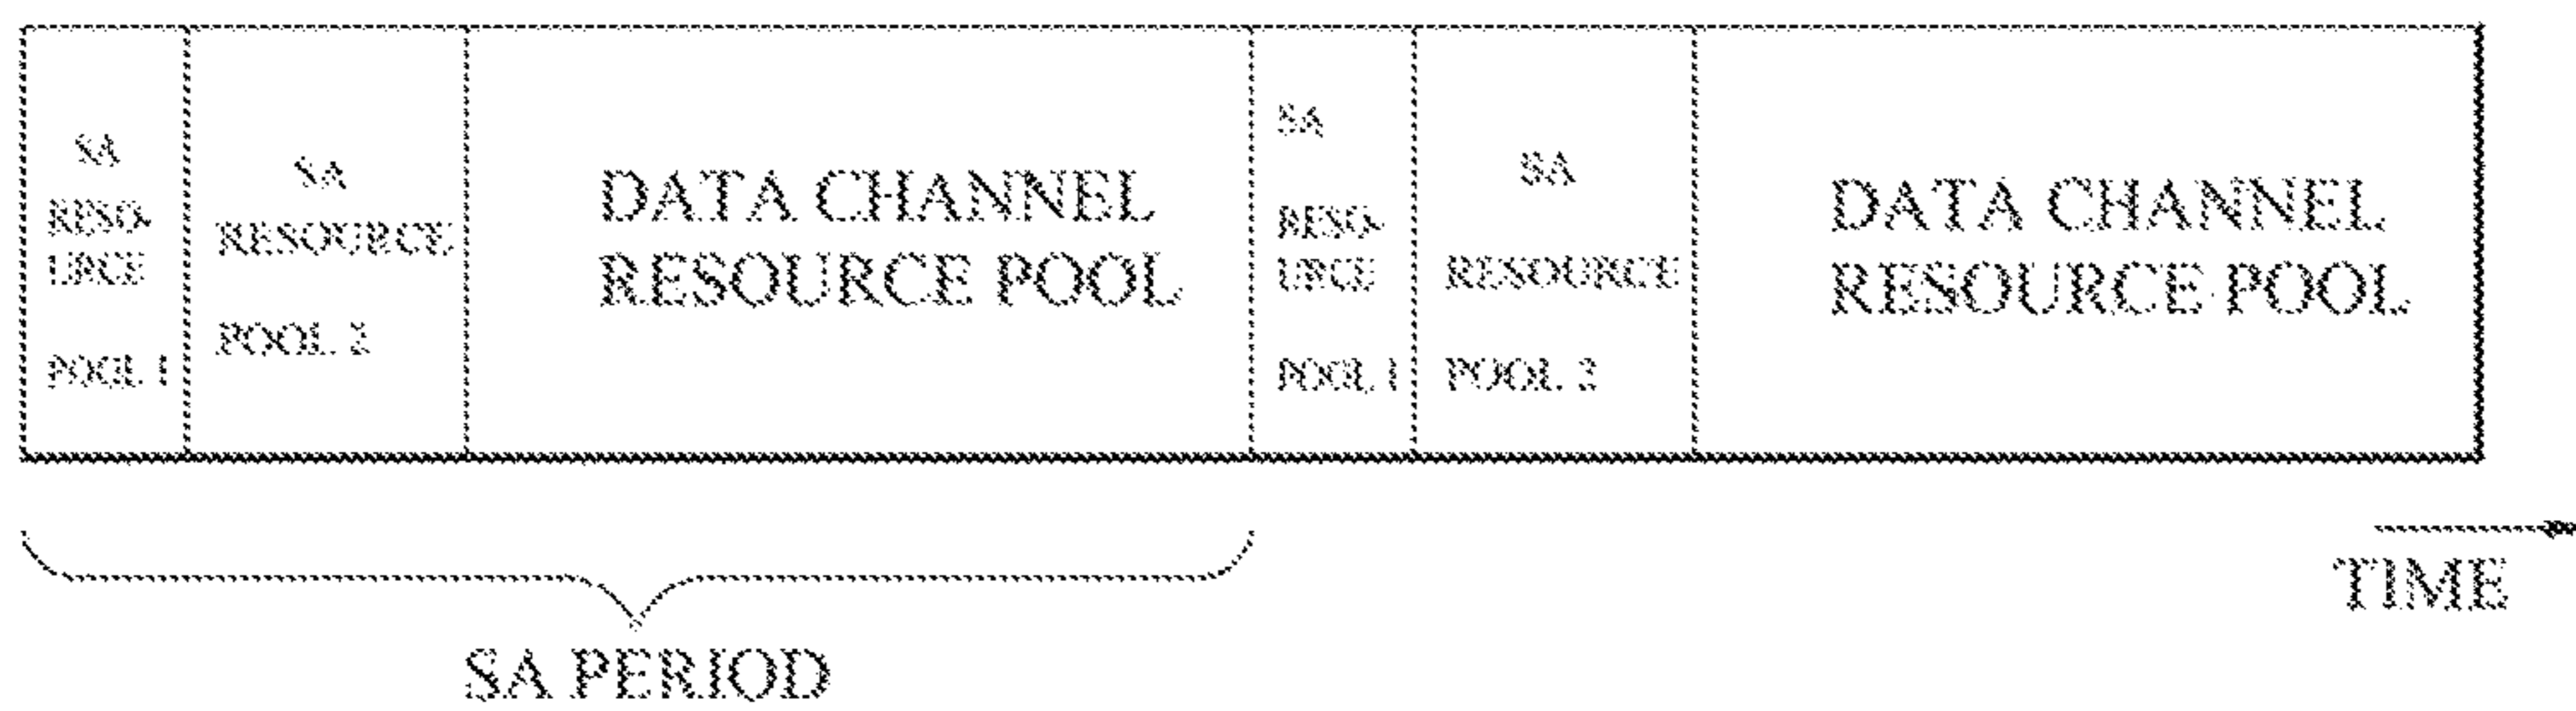 SA
RESO-
URCE
POOL 1
SA
RESOURCE
POOL 2
DATA CHANNEL
RESOURCE POOL
SA
RESO-
URCE
POOL 1
SA
RESOURCE
POOL 2
DATA CHANNEL
RESOURCE POOL
TIME
SA PERIOD